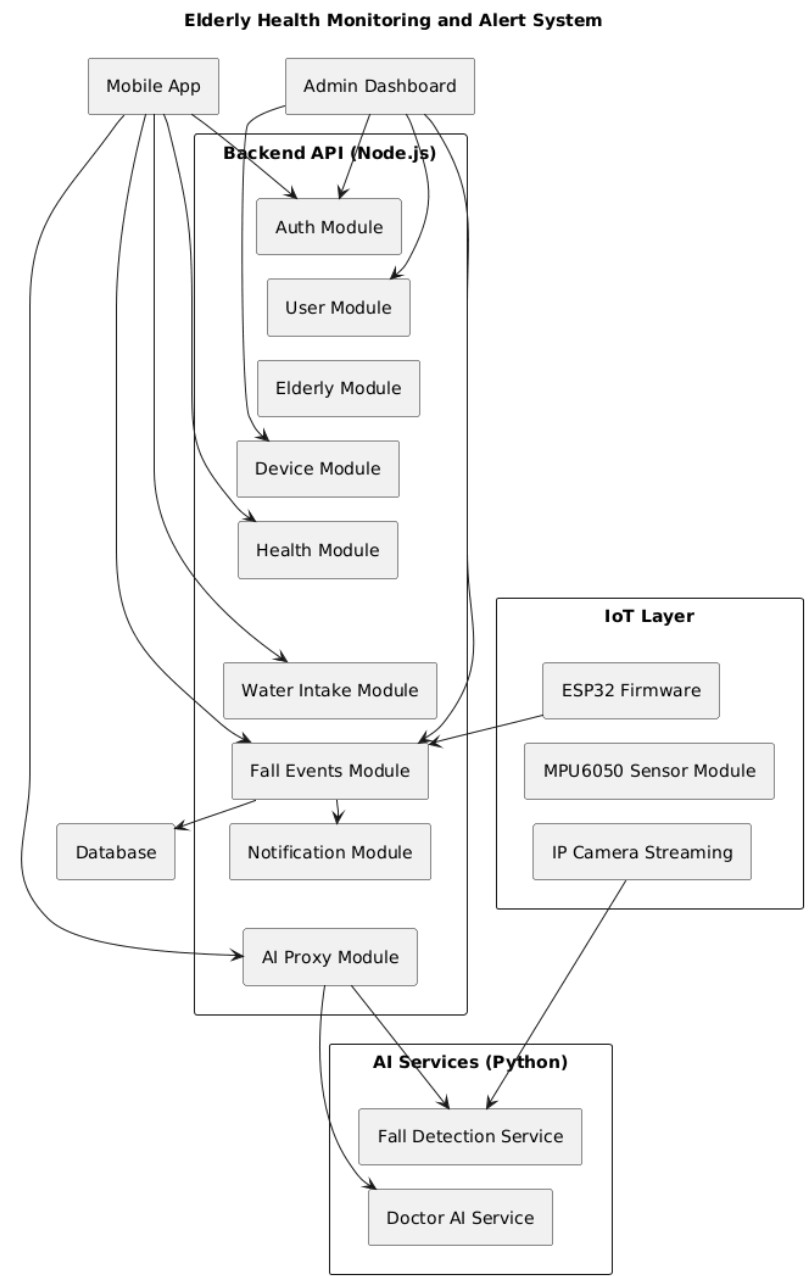 Elderly Health Monitoring and Alert System
Mobile App
Admin Dashboard
Backend API (Node.js)
Auth Module
User Module
Elderly Module
Device Module
Health Module
IoT Layer
Water Intake Module
ESP32 Firmware
Fall Events Module
MPU6050 Sensor Module
Database
Notification Module
IP Camera Streaming
AI Proxy Module
AI Services (Python)
Fall Detection Service
Doctor AI Service